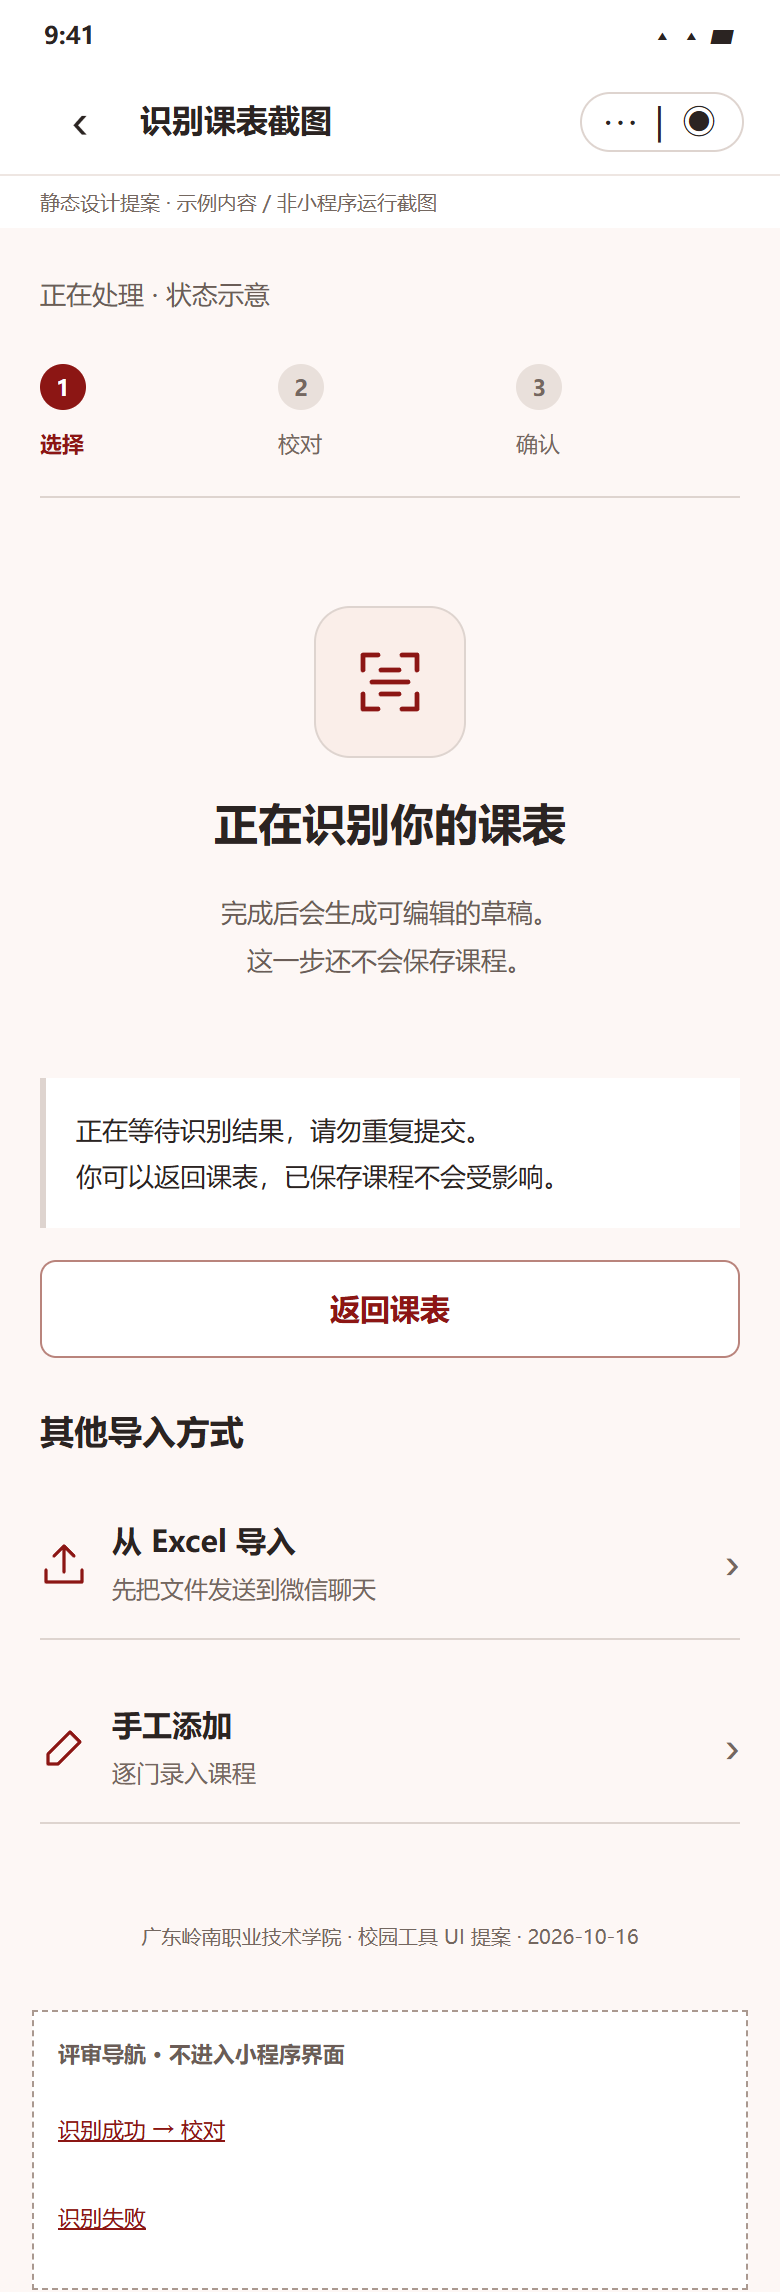 9:41
识别课表截图
静态设计提案 · 示例内容 / 非小程序运行截图
正在处理 · 状态示意
1 2 3
选择 校对 确认
正在识别你的课表
完成后会生成可编辑的草稿。
这一步还不会保存课程。
正在等待识别结果，请勿重复提交。
你可以返回课表，已保存课程不会受影响。
返回课表
其他导入方式
从 Excel 导入
先把文件发送到微信聊天
手工添加
逐门录入课程
广东岭南职业技术学院 · 校园工具 UI 提案 · 2026-10-16
评审导航 • 不进入小程序界面
识别成功 → 校对
识别失败